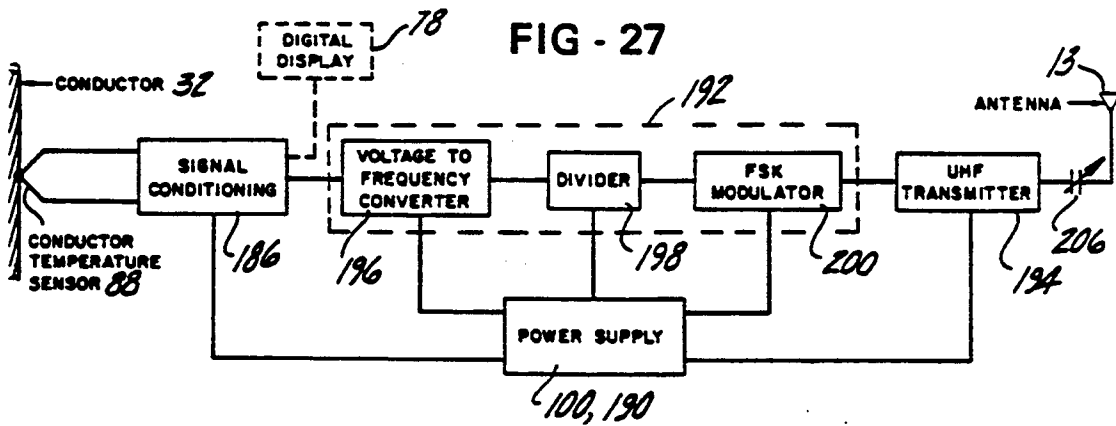 FIG - 27
DIGITAL
DISPLAY
78
CONDUCTOR 32
192
13
ANTENNA
SIGNAL
CONDITIONING
VOLTAGE TO
FREQUENCY
CONVERTER
DIVIDER
FSK
MODULATOR
UHF
TRANSMITTER
206
CONDUCTOR
TEMPERATURE
SENSOR 88
186
196
198
200
194
POWER SUPPLY
100, 190